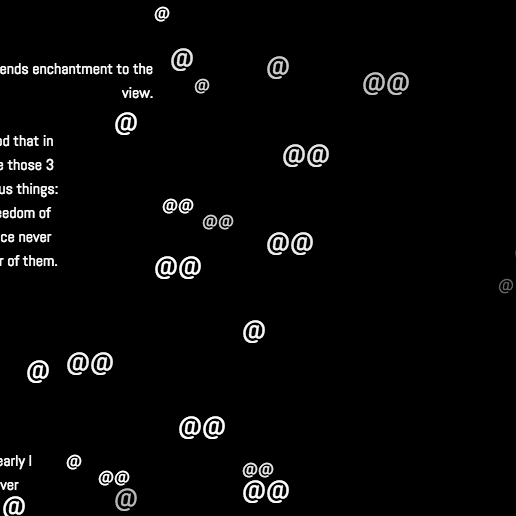 @
ends enchantment to the @ @
@ @@
view.
@
od that in
@@
e those 3
us things:
@@
eedom of
@@
ce never @@
r of them. @@
@
@
@ @@
@@
early I @
@@ @@
ver @@
@ @